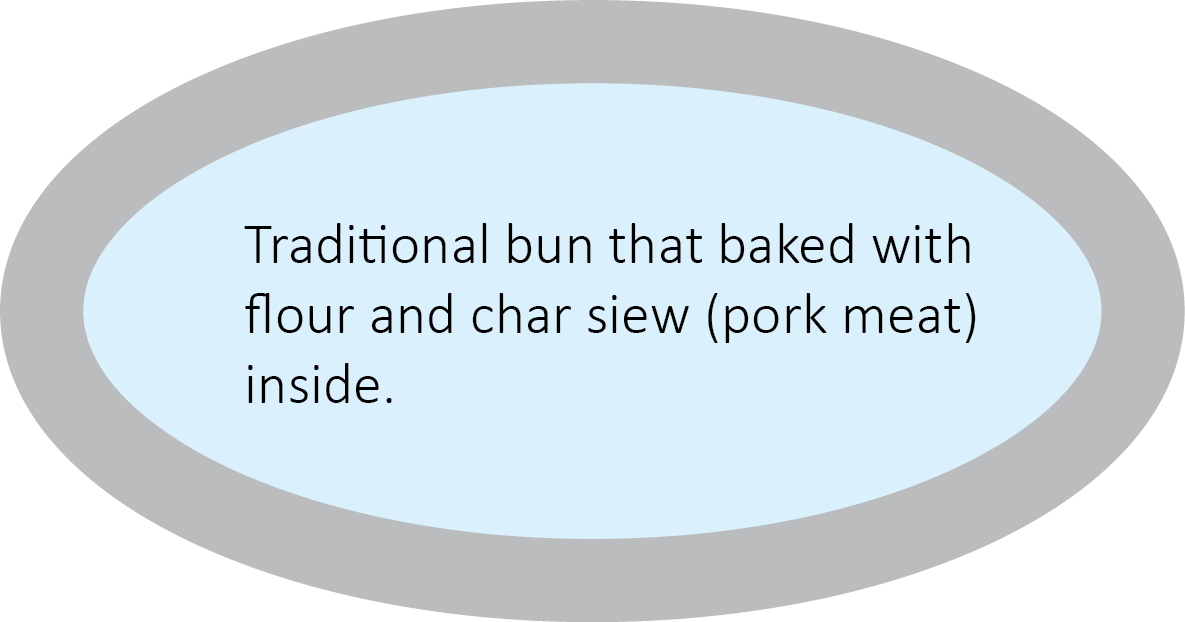 Traditional bun that baked with
flour and char siew (pork meat)
inside.